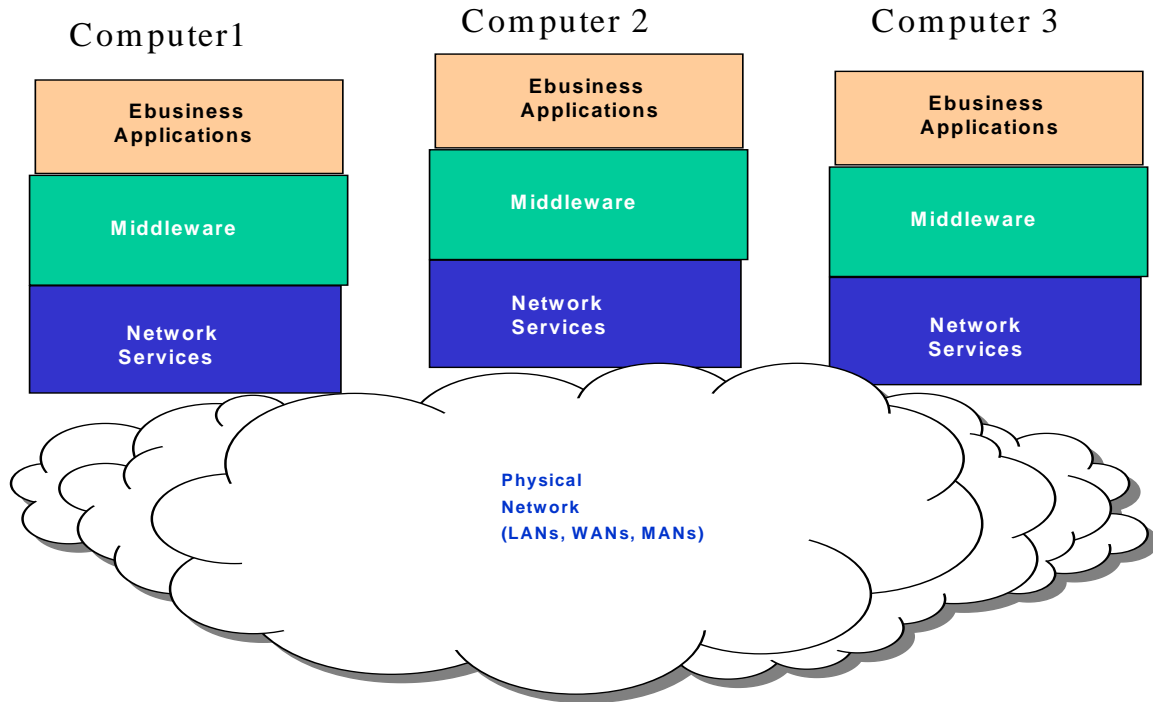 Computer1
Ebusiness
Applications
Middleware
Network
Services
Computer 2
Ebusiness
Applications
Middleware
Network
Services
Computer 3
Ebusiness
Applications
Middleware
Network
Services
Physical
Network
(LANs, WANs, MANs)